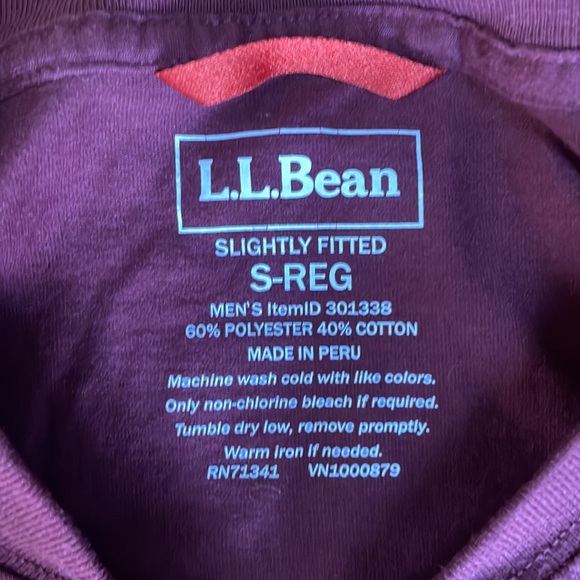 L.L.Bean
SLIGHTLY FITTED
S-REG
MEN'S ItemID 301338
60% POLYESTER 40% COTTON
MADE IN PERU
Machine wash cold with like colors.
Only non-chlorine bleach if required.
Tumble dry low, remove promptly.
Warm iron if needed.
RN71341 VN1000879